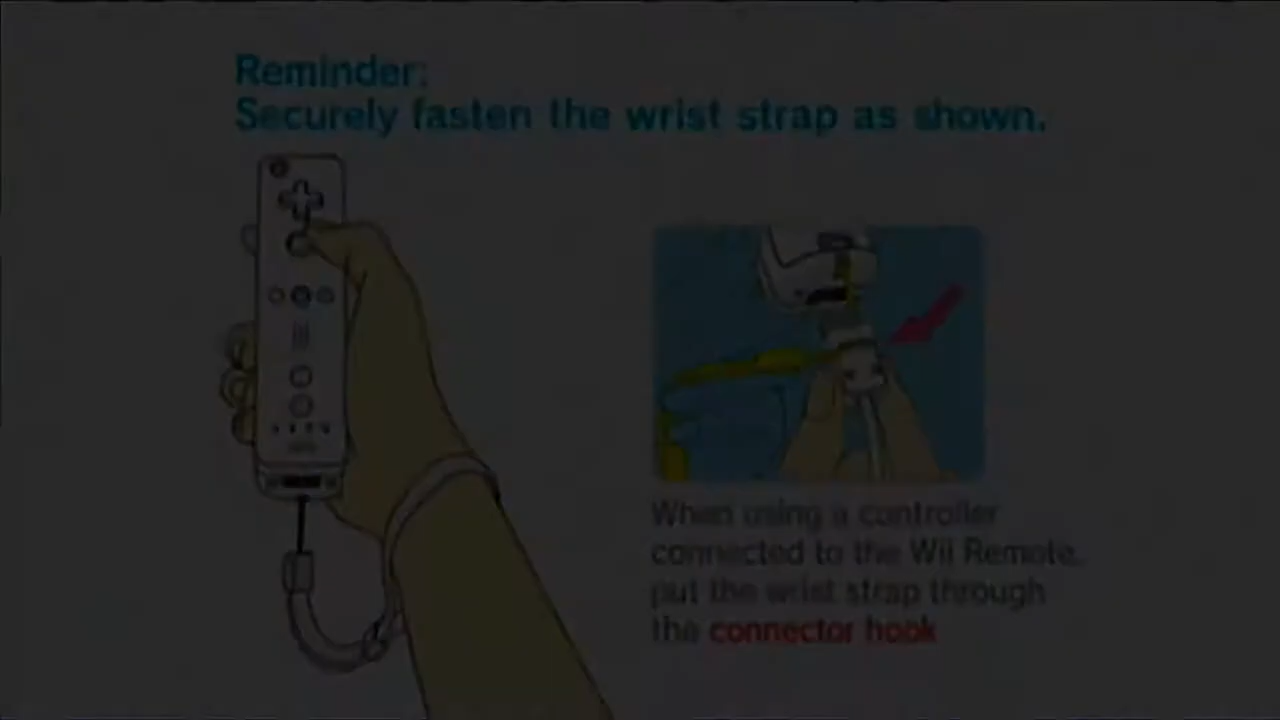 Reminder:
Securely fasten the wrist strap as shown.
When using a controller
connected to the Wii Remote,
put the wrist strap through
the connector hook